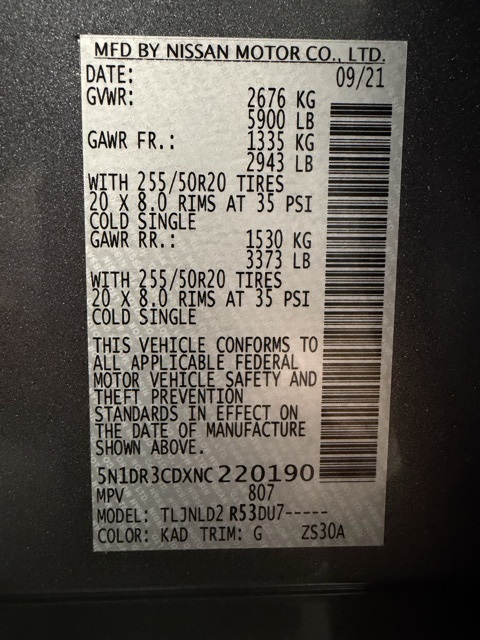 MFD BY NISSAN MOTOR CO., LTD.
DATE: 09/21
GVWR: 2676 KG
5900 LB
GAWR FR.: 1335 KG
2943 LB
WITH 255/50R20 TIRES
20 X 8.0 RIMS AT 35 PSI
COLD SINGLE
GAWR RR.: 1530 KG
3373 LB
WITH 255/50R20 TIRES
20 X 8.0 RIMS AT 35 PSI
COLD SINGLE
THIS VEHICLE CONFORMS TO
ALL APPLICABLE FEDERAL
MOTOR VEHICLE SAFETY AND
THEFT PREVENTION
STANDARDS IN EFFECT ON
THE DATE OF MANUFACTURE
SHOWN ABOVE.
5N1DR3CDXNC220190
MPV 807
MODEL: TLJNLD2 R53DU7-----
COLOR: KAD TRIM: G ZS30A